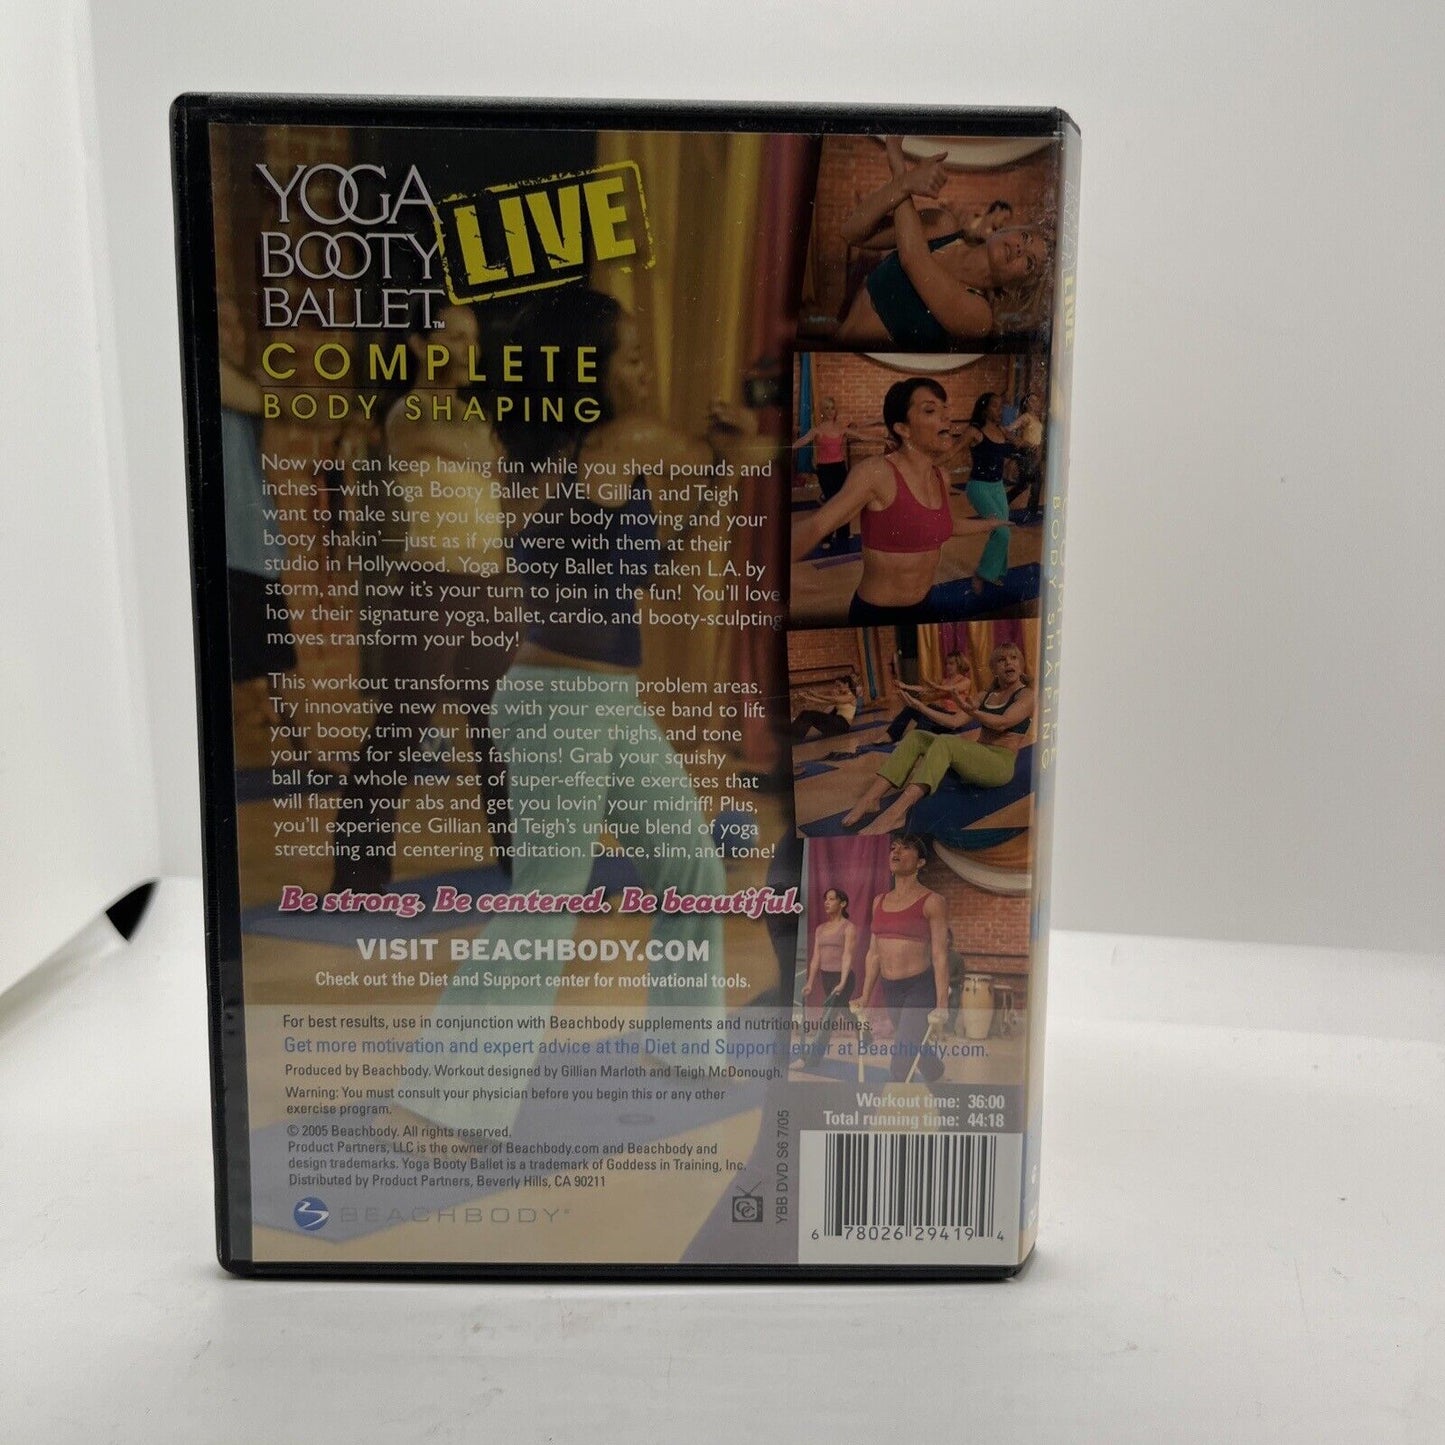 YOGA
BOOTY
BALLET™
LIVE
COMPLETE
BODY SHAPING
Now you can keep having fun while you shed pounds and
inches—with Yoga Booty Ballet LIVE! Gillian and Teigh
want to make sure you keep your body moving and your
booty shakin'—just as if you were with them at their
studio in Hollywood. Yoga Booty Ballet has taken L.A. by
storm, and now it's your turn to join in the fun! You'll love
how their signature yoga, ballet, cardio, and booty-sculpting
moves transform your body!
This workout transforms those stubborn problem areas.
Try innovative new moves with your exercise band to lift
your booty, trim your inner and outer thighs, and tone
your arms for sleeveless fashions! Grab your squishy
ball for a whole new set of super-effective exercises that
will flatten your abs and get you lovin' your midriff! Plus,
you'll experience Gillian and Teigh's unique blend of yoga
stretching and centering meditation. Dance, slim, and tone!
Be strong. Be centered. Be beautiful.
VISIT BEACHBODY.COM
Check out the Diet and Support center for motivational tools.
For best results, use in conjunction with Beachbody supplements and nutrition guidelines.
Get more motivation and expert advice at the Diet and Support center at Beachbody.com.
Produced by Beachbody. Workout designed by Gillian Marloth and Teigh McDonough.
Warning: You must consult your physician before you begin this or any other
exercise program.
© 2005 Beachbody. All rights reserved.
Product Partners, LLC is the owner of Beachbody.com and Beachbody and
design trademarks. Yoga Booty Ballet is a trademark of Goddess in Training, Inc.
Distributed by Product Partners, Beverly Hills, CA 90211
BEACHBODY®
CC
YBB DVD S6 7/05
Workout time: 36:00
Total running time: 44:18
6 78026 29419 4
LIVE
COMPLETE
BODY SHAPING